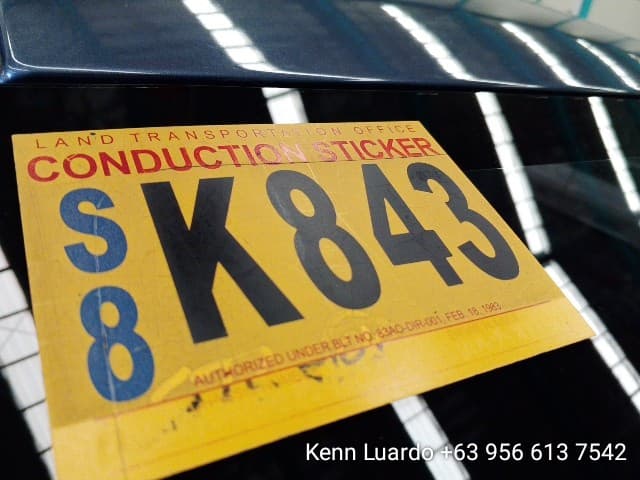 LAND TRANSPORTATION OFFICE
CONDUCTION STICKER
S8 K843
AUTHORIZED UNDER BLT NO. 83AO-DIR-001, FEB. 18, 1983
Kenn Luardo +63 956 613 7542